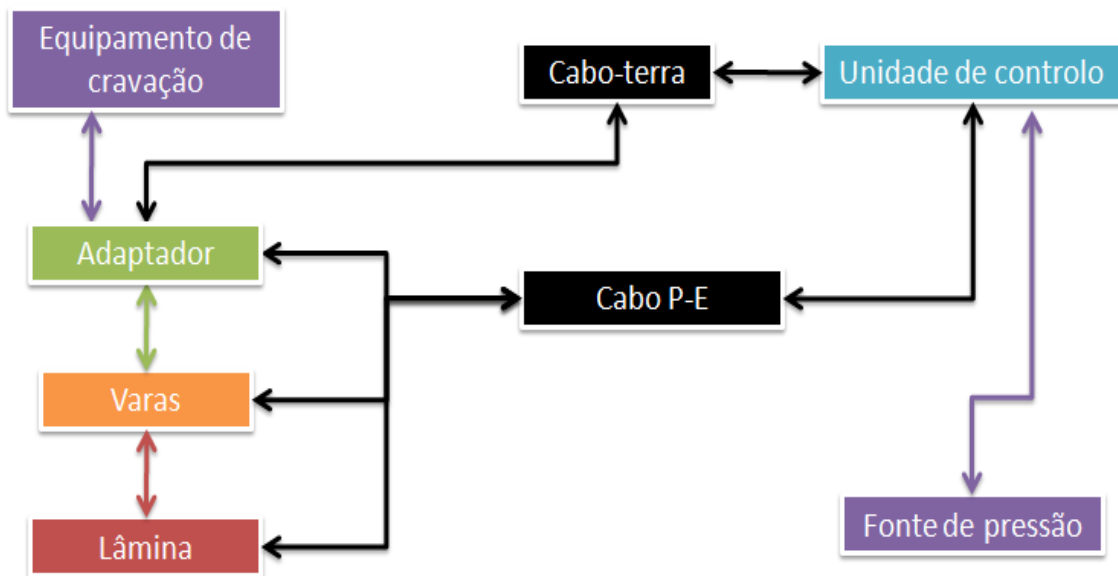 Equipamento de
cravação
Cabo-terra
Unidade de controlo
Adaptador
Cabo P-E
Varas
Fonte de pressão
Lâmina